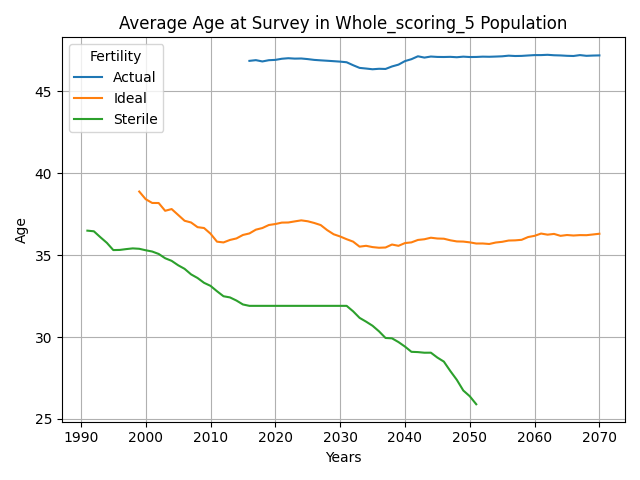 Average Age at Survey in Whole_scoring_5 Population
Fertility
Actual
Ideal
Sterile
Age
45
40
35
30
25
1990 2000 2010 2020 2030 2040 2050 2060 2070
Years